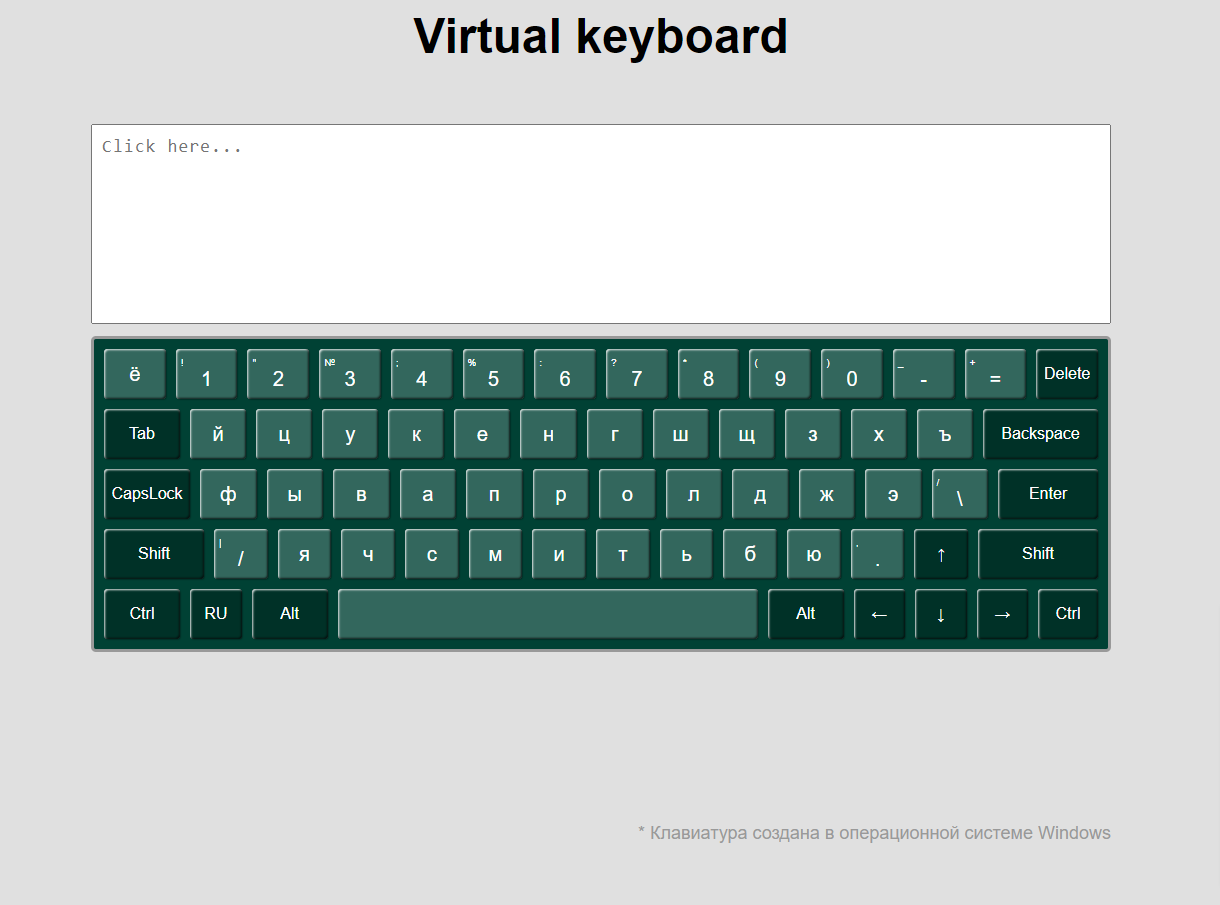 Virtual keyboard
Click here...
ё ! 1 " 2 № 3 ; 4 % 5 : 6 ? 7 * 8 ( 9 ) 0 _ - + = Delete
Tab й ц у к е н г ш щ з х ъ Backspace
CapsLock ф ы в а п р о л д ж э / \ Enter
Shift | / я ч с м и т ь б ю . ↑ Shift
Ctrl RU Alt Alt ← ↓ → Ctrl
* Клавиатура создана в операционной системе Windows